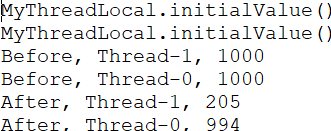 MyThreadLocal.initialValue()
MyThreadLocal.initialValue()
Before, Thread-1, 1000
Before, Thread-0, 1000
After, Thread-1, 205
After, Thread-0, 994